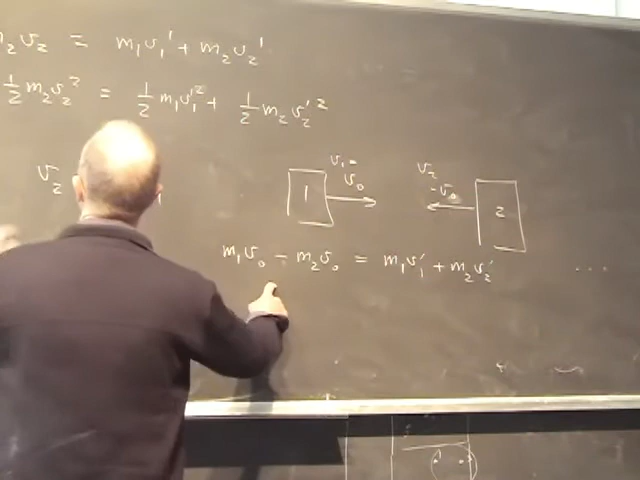 m₂v₂ = m₁v₁' + m₂v₂'
½m₂v₂² = ½m₁v₁'² + ½m₂v₂'²
v₂
1
v₁=
v₀
v₂
-v₀
2
m₁v₀ - m₂v₀ = m₁v₁' + m₂v₂' ...